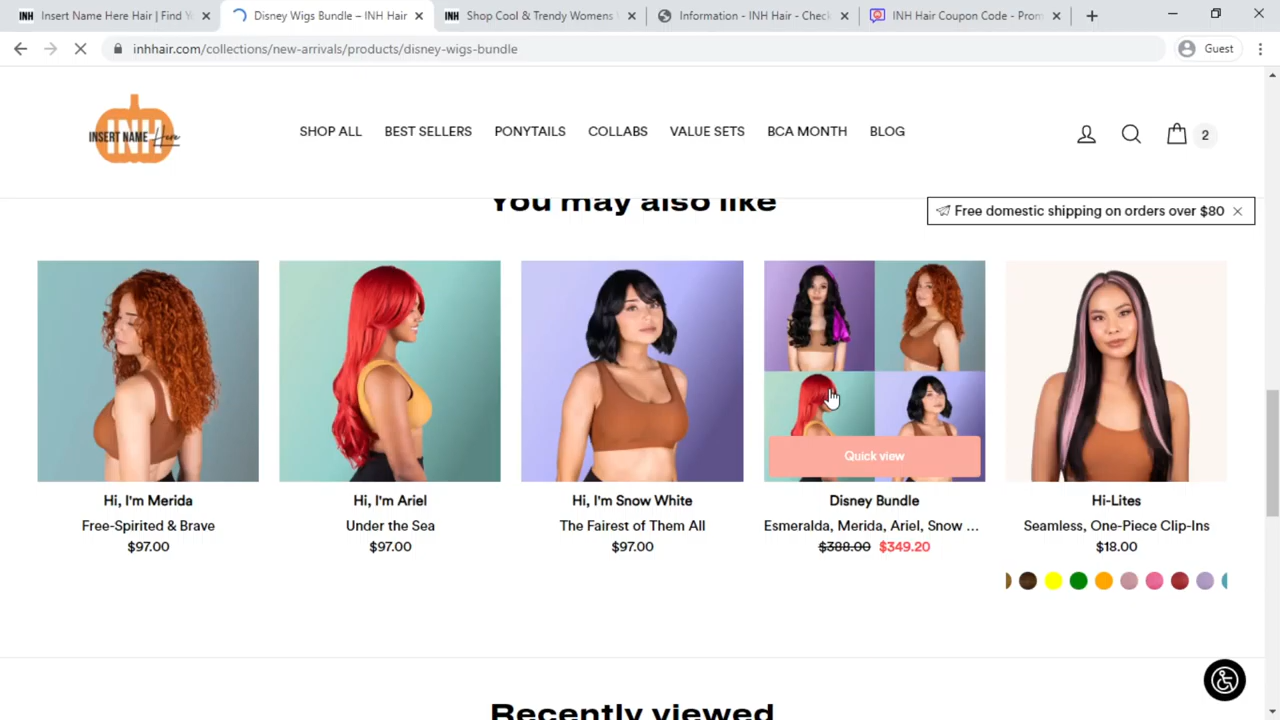 INH Insert Name Here Hair | Find Y
Disney Wigs Bundle – INH Hair
INH Shop Cool & Trendy Womens
Information - INH Hair - Check
INH Hair Coupon Code - Prom
inhhair.com/collections/new-arrivals/products/disney-wigs-bundle
Guest
INSERT NAME Here
INH
SHOP ALL
BEST SELLERS
PONYTAILS
COLLABS
VALUE SETS
BCA MONTH
BLOG
2
You may also like
Free domestic shipping on orders over $80
Quick view
Hi, I'm Merida
Free-Spirited & Brave
$97.00
Hi, I'm Ariel
Under the Sea
$97.00
Hi, I'm Snow White
The Fairest of Them All
$97.00
Disney Bundle
Esmeralda, Merida, Ariel, Snow ...
$388.00 $349.20
Hi-Lites
Seamless, One-Piece Clip-Ins
$18.00
Recently viewed